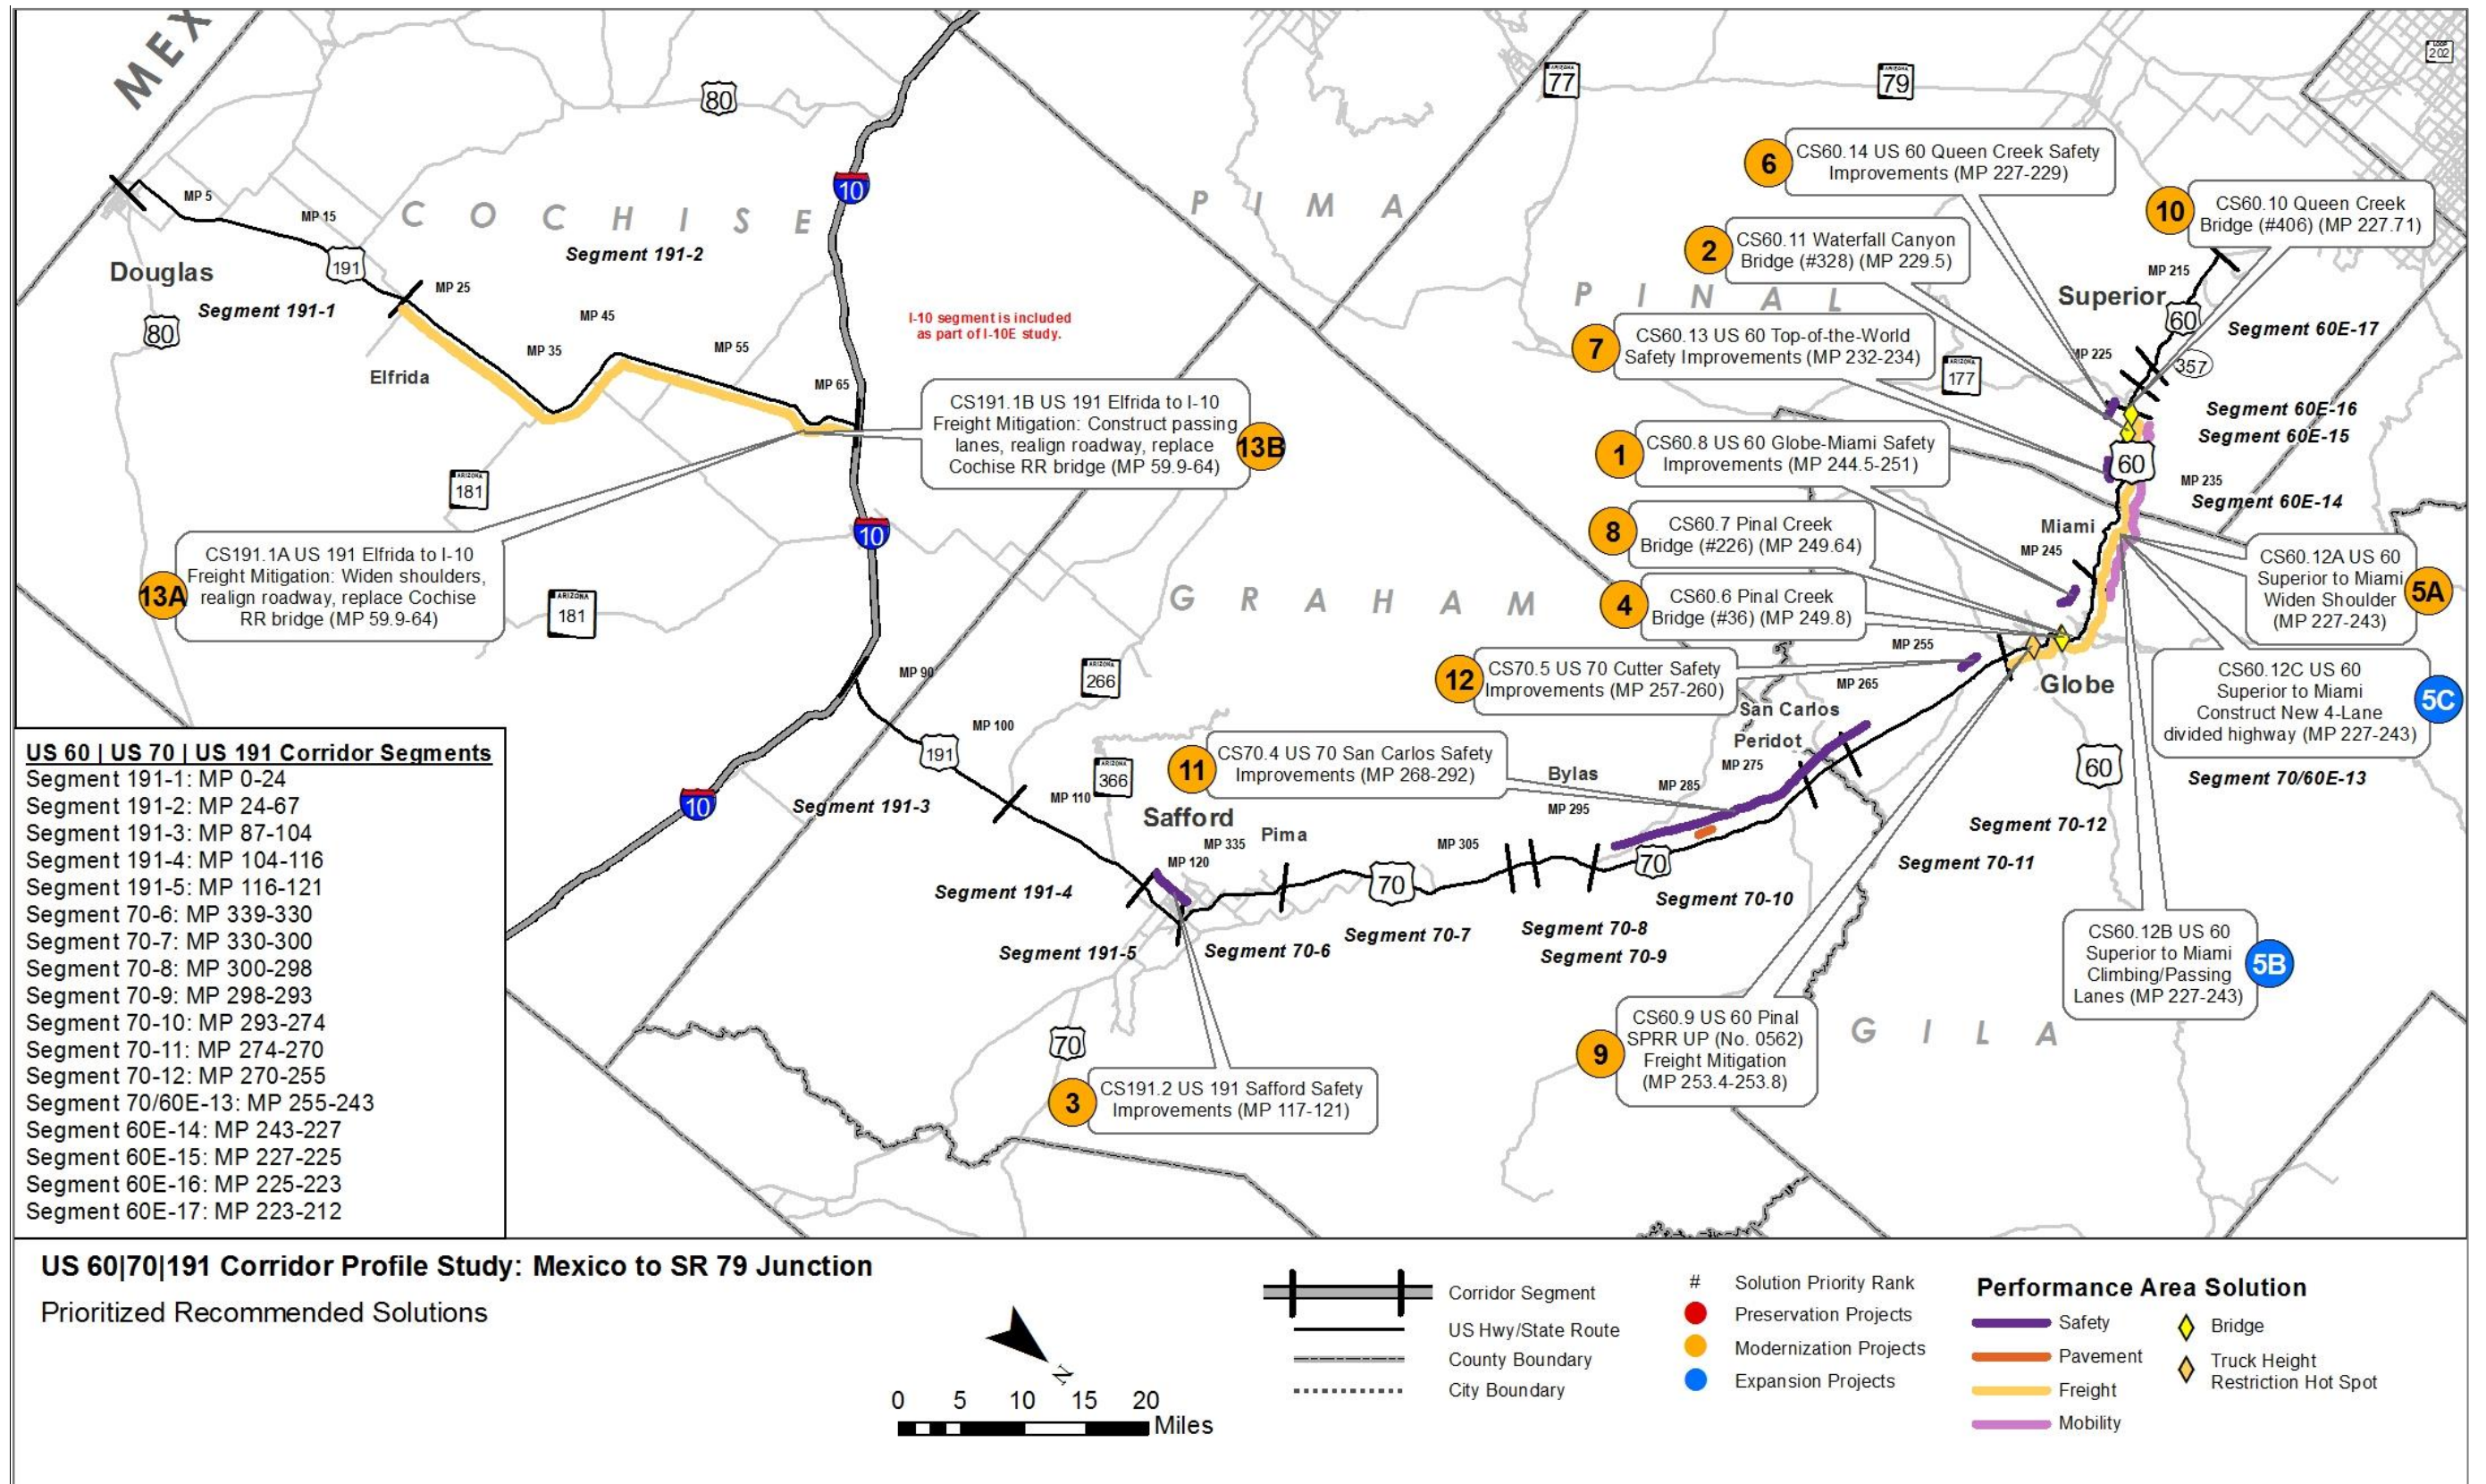 MEX
80
77
79
LOOP
202
ARIZONA
ARIZONA
6
CS60.14 US 60 Queen Creek Safety
Improvements (MP 227-229)
10
CS60.10 Queen Creek
Bridge (#406) (MP 227.71)
10
MP 5
MP 15
COCHISE
PIMA
Segment 191-2
2
CS60.11 Waterfall Canyon
Bridge (#328) (MP 229.5)
Douglas
191
MP 25
Segment 191-1
80
MP 45
I-10 segment is included
as part of I-10E study.
PINAL
MP 215
Superior
60
Segment 60E-17
7
CS60.13 US 60 Top-of-the-World
Safety Improvements (MP 232-234)
MP 35
MP 55
Elfrida
MP 65
MP 225
357
ARIZONA
177
CS191.1B US 191 Elfrida to I-10
Freight Mitigation: Construct passing
lanes, realign roadway, replace
Cochise RR bridge (MP 59.9-64)
13B
Segment 60E-16
Segment 60E-15
1
CS60.8 US 60 Globe-Miami Safety
Improvements (MP 244.5-251)
60
MP 235
Segment 60E-14
ARIZONA
181
10
8
CS60.7 Pinal Creek
Bridge (#226) (MP 249.64)
Miami
MP 245
13A
CS191.1A US 191 Elfrida to I-10
Freight Mitigation: Widen shoulders,
realign roadway, replace Cochise
RR bridge (MP 59.9-64)
ARIZONA
181
GRAHAM
4
CS60.6 Pinal Creek
Bridge (#36) (MP 249.8)
CS60.12A US 60
Superior to Miami
Widen Shoulder
(MP 227-243)
5A
MP 90
ARIZONA
266
12
CS70.5 US 70 Cutter Safety
Improvements (MP 257-260)
MP 255
MP 265
Globe
CS60.12C US 60
Superior to Miami
Construct New 4-Lane
divided highway (MP 227-243)
5C
San Carlos
Peridot
MP 275
MP 100
191
ARIZONA
366
11
CS70.4 US 70 San Carlos Safety
Improvements (MP 268-292)
Bylas
MP 285
MP 295
60
Segment 70/60E-13
10
Segment 191-3
MP 110
Safford
MP 335
Pima
MP 120
MP 305
70
70
Segment 70-12
Segment 70-11
Segment 70-10
Segment 191-4
Segment 191-5
Segment 70-6
Segment 70-7
Segment 70-8
Segment 70-9
CS60.12B US 60
Superior to Miami
Climbing/Passing
Lanes (MP 227-243)
5B
9
CS60.9 US 60 Pinal
SPRR UP (No. 0562)
Freight Mitigation
(MP 253.4-253.8)
GILA
70
3
CS191.2 US 191 Safford Safety
Improvements (MP 117-121)
US 60 | US 70 | US 191 Corridor Segments
Segment 191-1: MP 0-24
Segment 191-2: MP 24-67
Segment 191-3: MP 87-104
Segment 191-4: MP 104-116
Segment 191-5: MP 116-121
Segment 70-6: MP 339-330
Segment 70-7: MP 330-300
Segment 70-8: MP 300-298
Segment 70-9: MP 298-293
Segment 70-10: MP 293-274
Segment 70-11: MP 274-270
Segment 70-12: MP 270-255
Segment 70/60E-13: MP 255-243
Segment 60E-14: MP 243-227
Segment 60E-15: MP 227-225
Segment 60E-16: MP 225-223
Segment 60E-17: MP 223-212
US 60|70|191 Corridor Profile Study: Mexico to SR 79 Junction
Prioritized Recommended Solutions
N
0 5 10 15 20
Miles
Corridor Segment
US Hwy/State Route
County Boundary
City Boundary
# Solution Priority Rank
Preservation Projects
Modernization Projects
Expansion Projects
Performance Area Solution
Safety
Pavement
Freight
Mobility
Bridge
Truck Height
Restriction Hot Spot